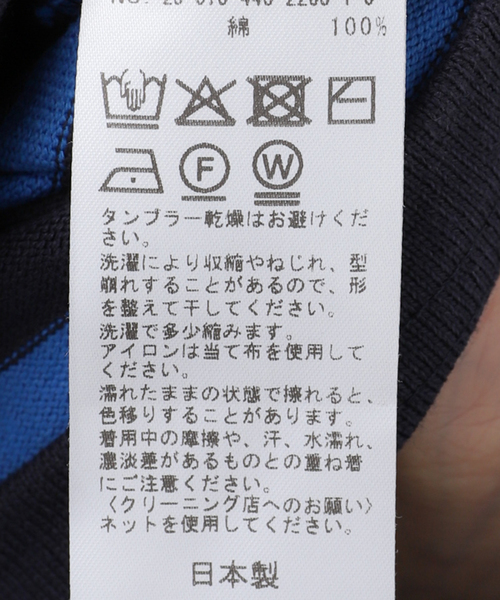 綿 100%
F W
タンブラー乾燥はお避けくだ
さい。
洗濯により収縮やねじれ、型
崩れすることがあるので、形
を整えて干してください。
洗濯で多少縮みます。
アイロンは当て布を使用して
ください。
濡れたままの状態で擦れると、
色移りすることがあります。
着用中の摩擦や、汗、水濡れ、
濃淡差があるものとの重ね着
にご注意ください。
〈クリーニング店へのお願い〉
ネットを使用してください。
日本製